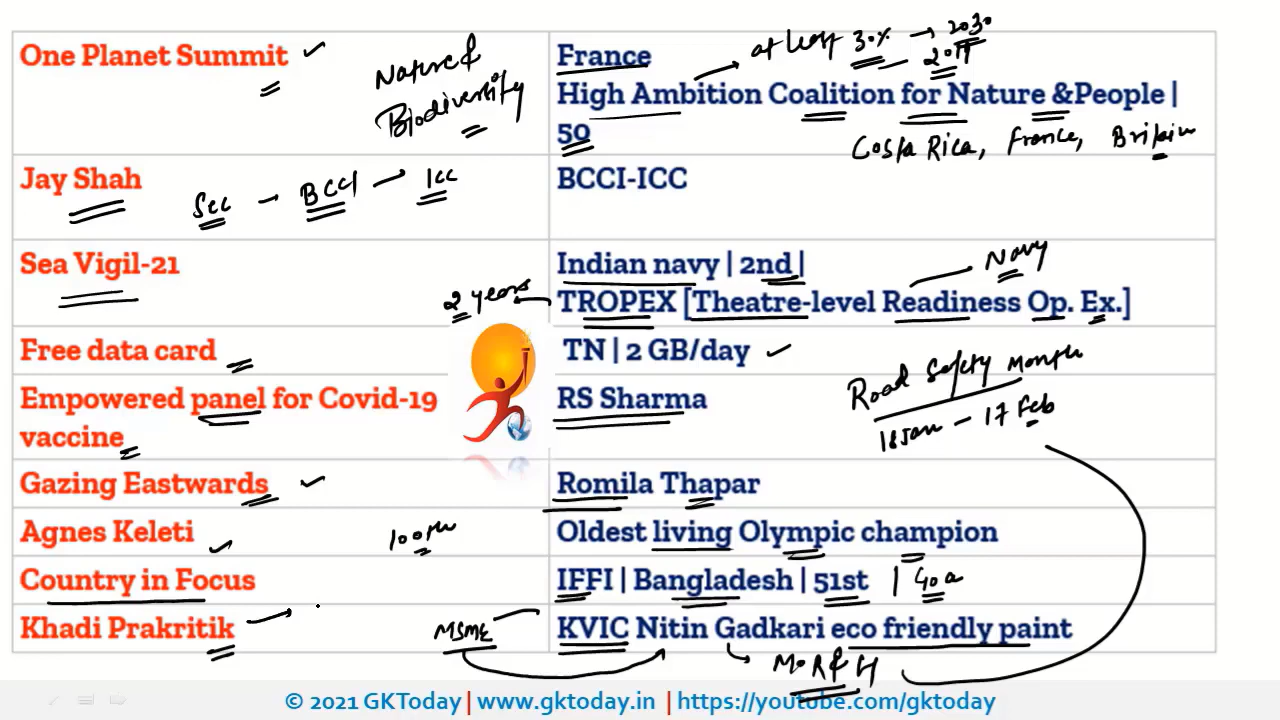 One Planet Summit
Nature &
Biodiversity
France
at least 30% → 2030
2019
High Ambition Coalition for Nature &People |
50
Costa Rica, France, Britain
Jay Shah
Sec → BCCI → ICC
BCCI-ICC
Sea Vigil-21
Indian navy | 2nd |
Navy
2 years
TROPEX [Theatre-level Readiness Op. Ex.]
Free data card
TN | 2 GB/day
Empowered panel for Covid-19
vaccine
RS Sharma
Road Safety Month
18 Jan - 17 Feb
Gazing Eastwards
Romila Thapar
Agnes Keleti
100th
Oldest living Olympic champion
Country in Focus
IFFI | Bangladesh | 51st | Goa
Khadi Prakritik
MSME
KVIC Nitin Gadkari eco friendly paint
MoR&H
© 2021 GKToday | www.gktoday.in | https://youtube.com/gktoday